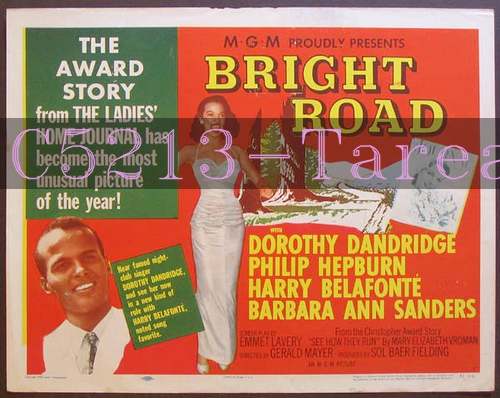 M·G·M PROUDLY PRESENTS
BRIGHT
ROAD
THE
AWARD
STORY
from THE LADIES'
HOME JOURNAL has
become the most
unusual picture
of the year!
C5213-Tarea
Hear famed night-
club singer
DOROTHY DANDRIDGE,
and see her now
in a new kind of
role with
HARRY BELAFONTE,
noted song
favorite.
WITH
DOROTHY DANDRIDGE
PHILIP HEPBURN
HARRY BELAFONTE
BARBARA ANN SANDERS
SCREEN PLAY BY From the Christopher Award Story
EMMET LAVERY "SEE HOW THEY RUN" By MARY ELIZABETH VROMAN
DIRECTED BY GERALD MAYER PRODUCED BY SOL BAER FIELDING
AN M-G-M PICTURE